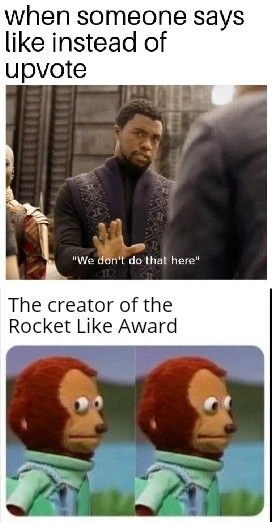 when someone says
like instead of
upvote
"We don't do that here"
The creator of the
Rocket Like Award